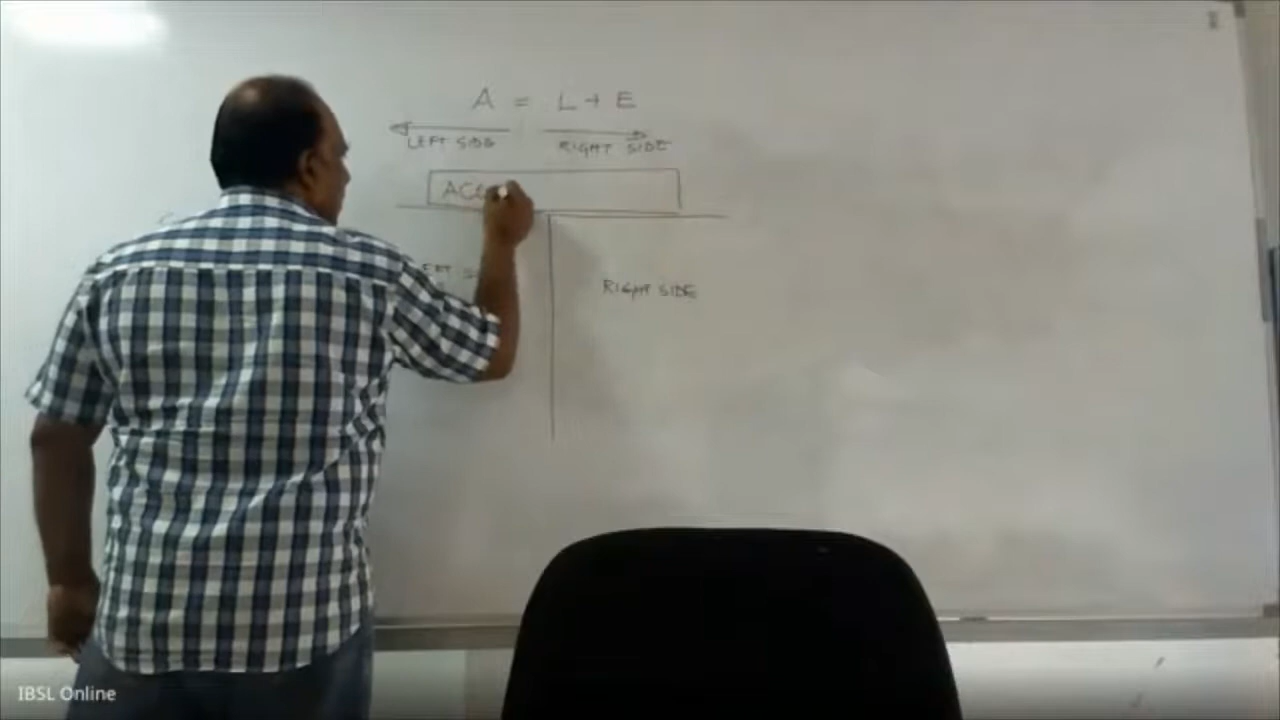 A = L + E
LEFT SIDE RIGHT SIDE
RIGHT SIDE
IBSL Online